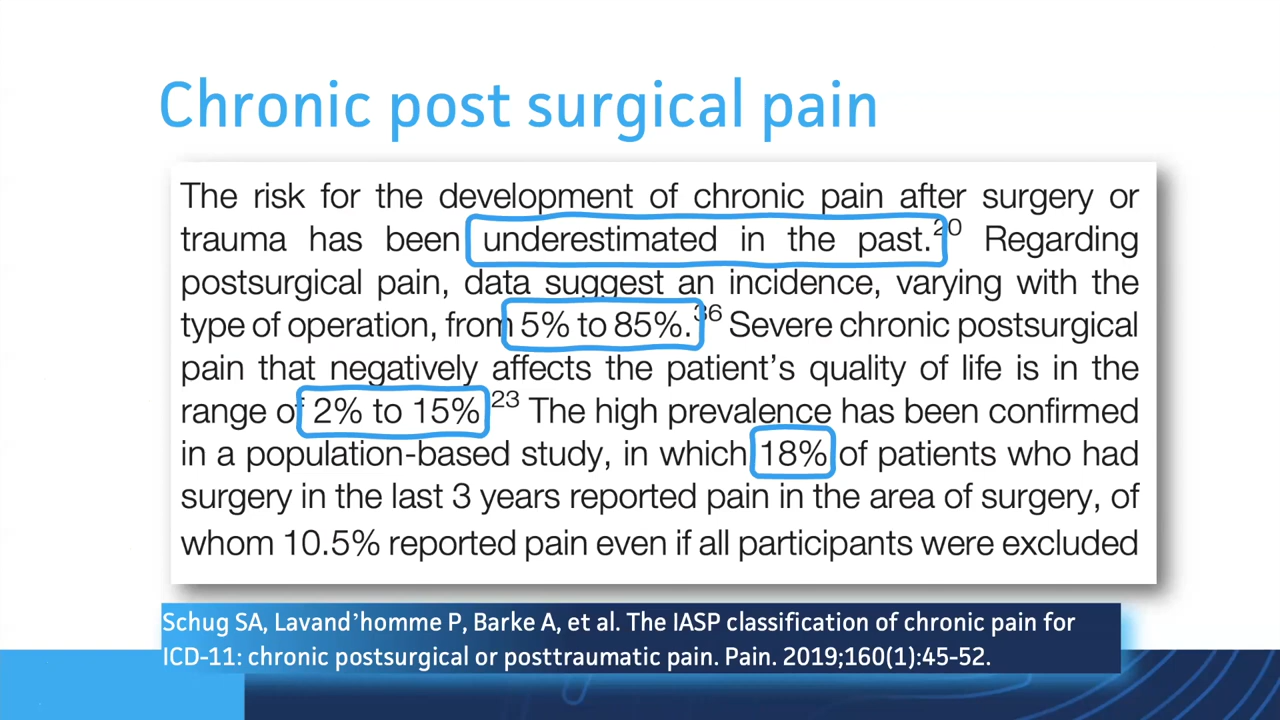 Chronic post surgical pain
The risk for the development of chronic pain after surgery or
trauma has been underestimated in the past.20 Regarding
postsurgical pain, data suggest an incidence, varying with the
type of operation, from 5% to 85%.36 Severe chronic postsurgical
pain that negatively affects the patient's quality of life is in the
range of 2% to 15% 23 The high prevalence has been confirmed
in a population-based study, in which 18% of patients who had
surgery in the last 3 years reported pain in the area of surgery, of
whom 10.5% reported pain even if all participants were excluded
Schug SA, Lavand'homme P, Barke A, et al. The IASP classification of chronic pain for
ICD-11: chronic postsurgical or posttraumatic pain. Pain. 2019;160(1):45-52.